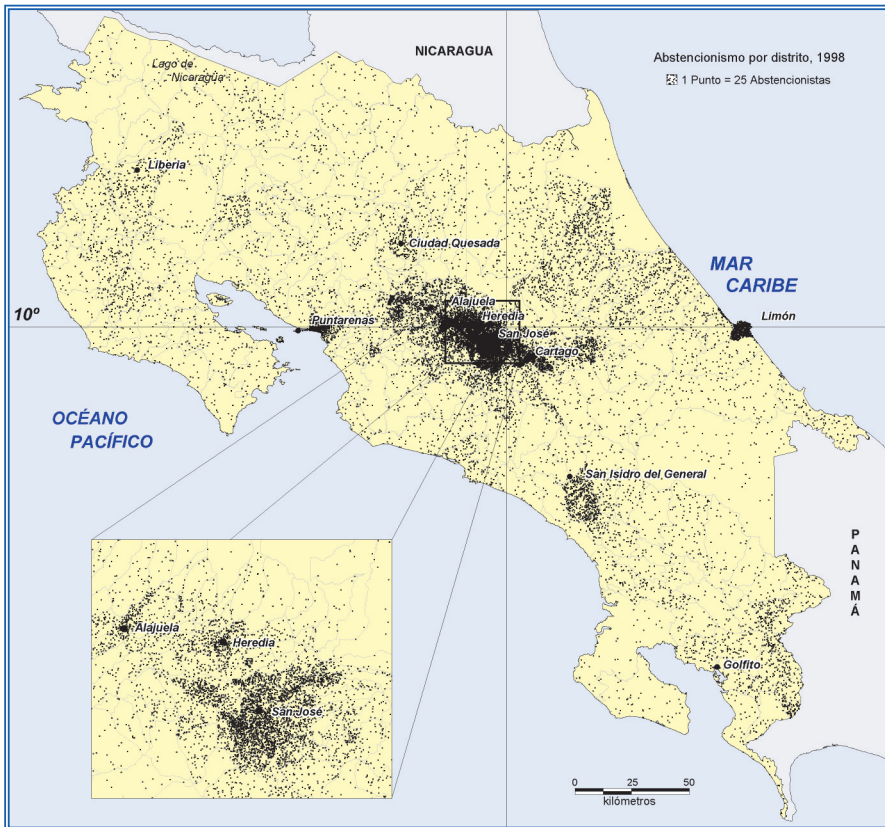 NICARAGUA
Abstencionismo por distrito, 1998
1 Punto = 25 Abstencionistas
Lago de
Nicaragüa
Liberia
Ciudad Quesada
MAR
CARIBE
10º
Puntarenas
Alajuela
Heredia
San José
Cartago
Limón
OCÉANO
PACÍFICO
San Isidro del General
PANAMÁ
Alajuela
Heredia
San José
Golfito
0 25 50
kilómetros